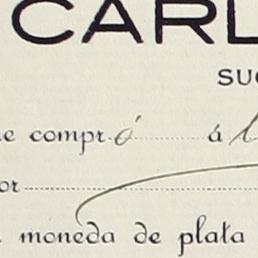 CARL
SUC
e compró á
or
moneda de plata